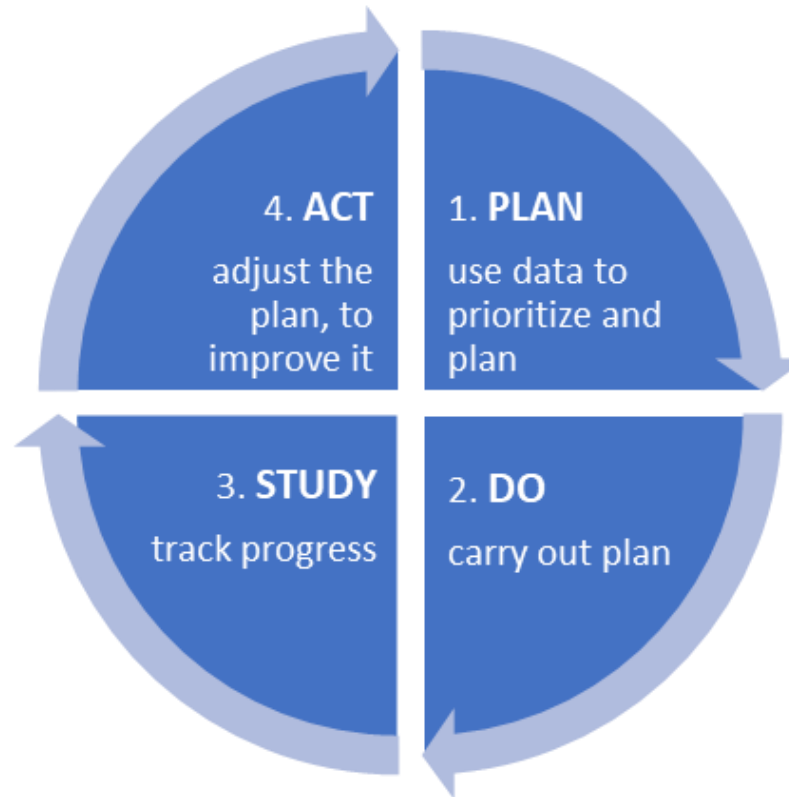 1. PLAN
use data to
prioritize and
plan
2. DO
carry out plan
3. STUDY
track progress
4. ACT
adjust the
plan, to
improve it